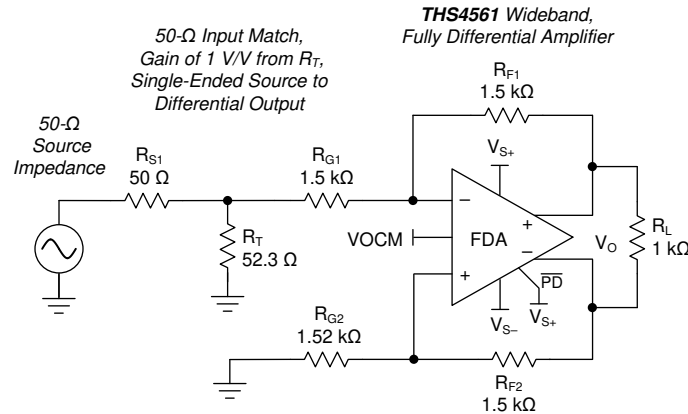 THS4561 Wideband,
Fully Differential Amplifier
50-Ω Input Match,
Gain of 1 V/V from RT,
Single-Ended Source to
Differential Output
50-Ω
Source
Impedance
RS1
50 Ω
RG1
1.5 kΩ
RF1
1.5 kΩ
VS+
RT
52.3 Ω
VOCM
−
+
FDA
+
−
VO
RL
1 kΩ
PD
VS−
VS+
RG2
1.52 kΩ
RF2
1.5 kΩ